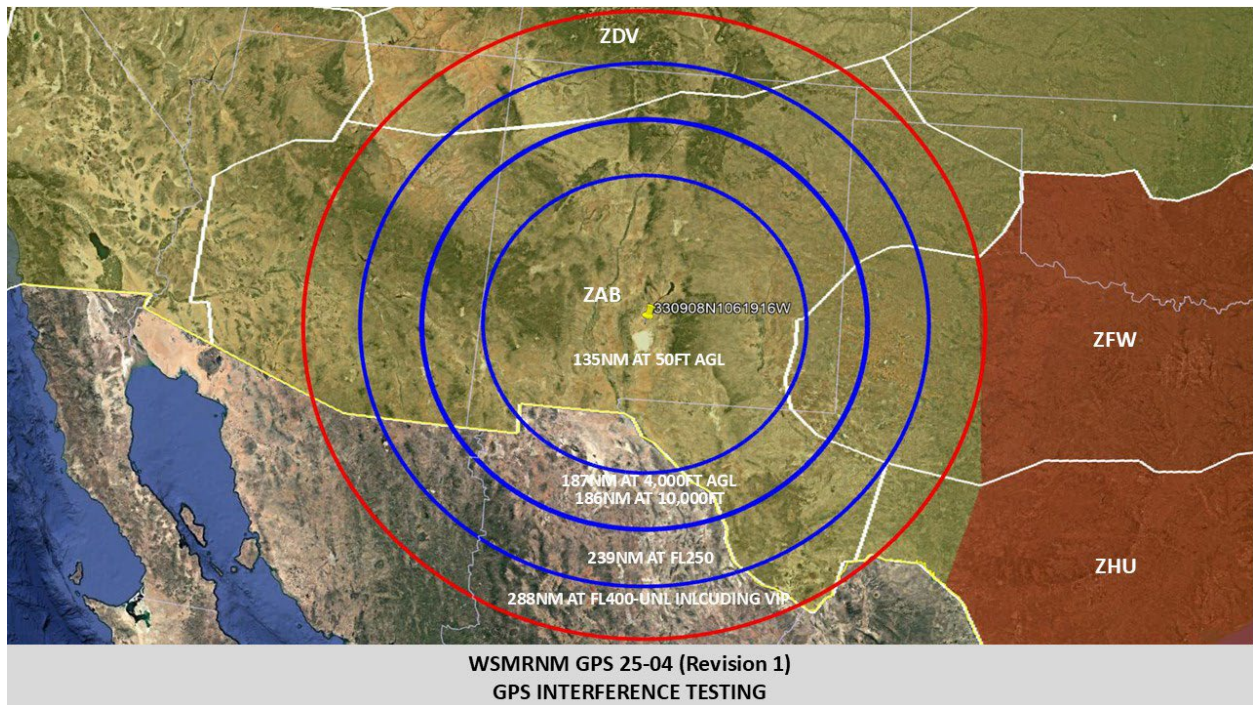 ZDV
ZAB
330908N1061916W
ZFW
135NM AT 50FT AGL
187NM AT 4,000FT AGL
186NM AT 10,000FT
239NM AT FL250
ZHU
288NM AT FL400-UNL INLCUDING VIP
WSMRNM GPS 25-04 (Revision 1)
GPS INTERFERENCE TESTING